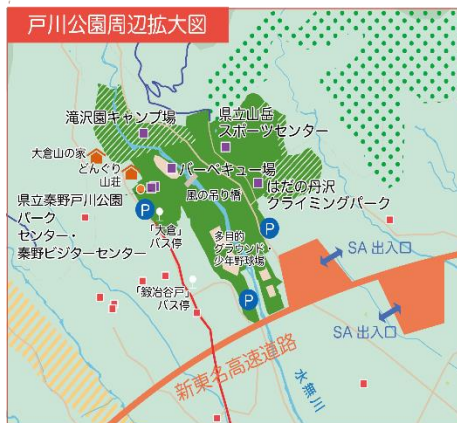 戸川公園周辺拡大図
滝沢園キャンプ場
県立山岳
スポーツセンター
大倉山の家
どんぐり
山荘
バーベキュー場
風の吊り橋
はだの丹沢
クライミングパーク
県立秦野戸川公園
パーク
センター・
秦野ビジターセンター
P
「大倉」
バス停
多目的
グラウンド・
少年野球場
P
SA 出入口
「鍛冶谷戸」
バス停
P
SA 出入口
新東名高速道路
水無川